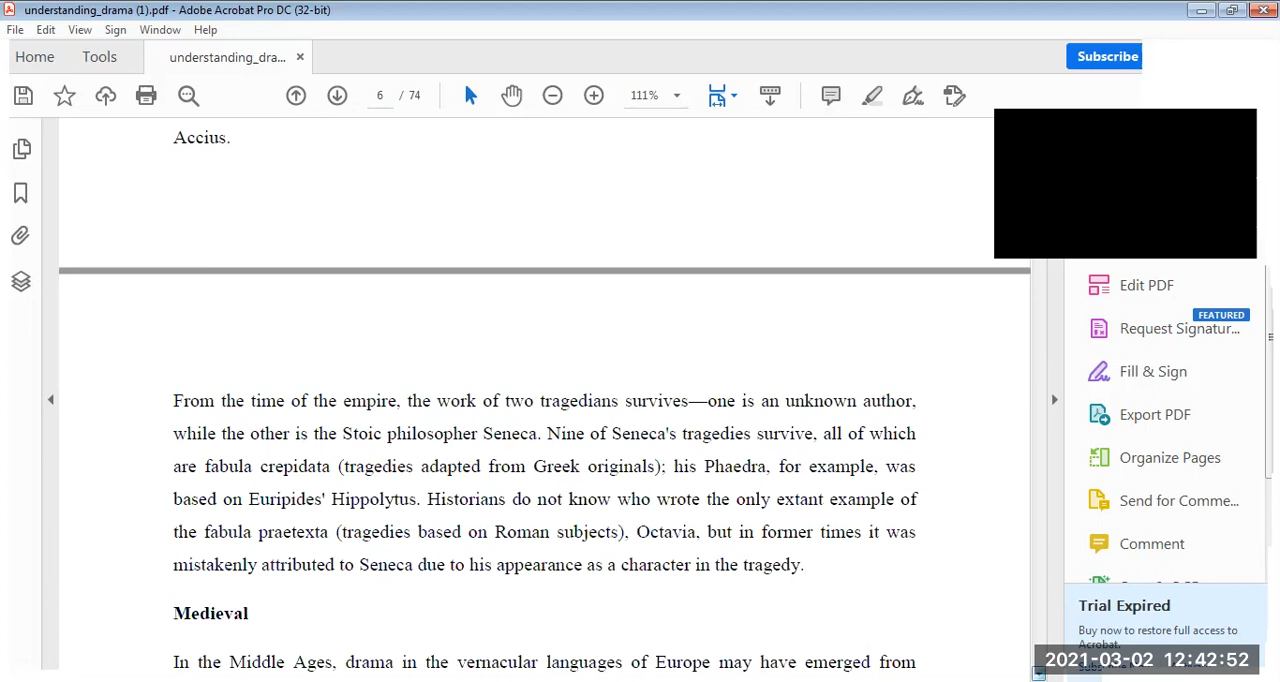 understanding_drama (1).pdf - Adobe Acrobat Pro DC (32-bit)
File Edit View Sign Window Help
Home Tools understanding_dra... ×
Subscribe
6 / 74
111%
Accius.
From the time of the empire, the work of two tragedians survives—one is an unknown author,
while the other is the Stoic philosopher Seneca. Nine of Seneca's tragedies survive, all of which
are fabula crepidata (tragedies adapted from Greek originals); his Phaedra, for example, was
based on Euripides' Hippolytus. Historians do not know who wrote the only extant example of
the fabula praetexta (tragedies based on Roman subjects), Octavia, but in former times it was
mistakenly attributed to Seneca due to his appearance as a character in the tragedy.
Medieval
In the Middle Ages, drama in the vernacular languages of Europe may have emerged from
Edit PDF
FEATURED
Request Signatur...
Fill & Sign
Export PDF
Organize Pages
Send for Comme...
Comment
Trial Expired
Buy now to restore full access to
Acrobat.
2021-03-02 12:42:52